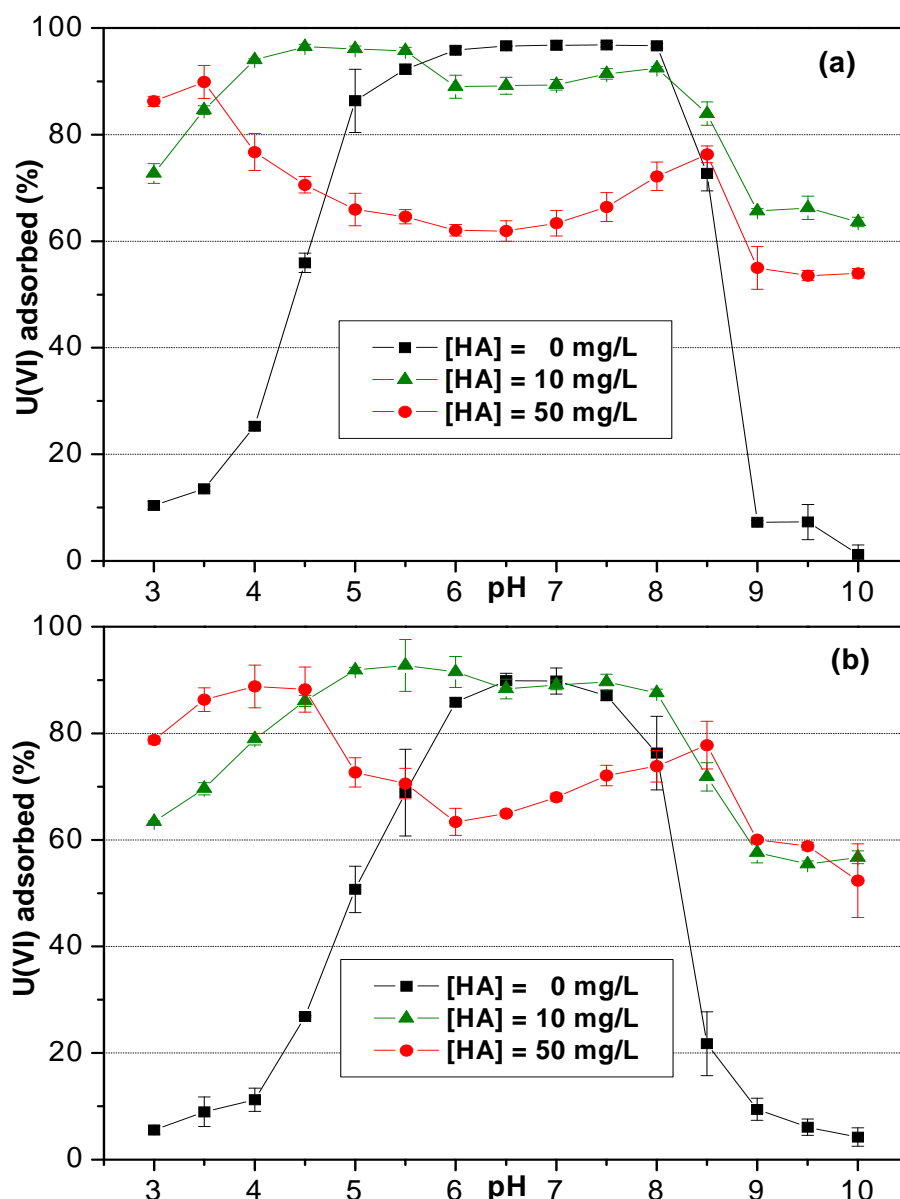 100
(a)
80
60
U(VI) adsorbed (%)
[HA] = 0 mg/L
40
[HA] = 10 mg/L
[HA] = 50 mg/L
20
0
3 4 5 6 7 8 9 10
pH
100
(b)
80
60
U(VI) adsorbed (%)
40
[HA] = 0 mg/L
[HA] = 10 mg/L
20
[HA] = 50 mg/L
0
3 4 5 6 7 8 9 10
pH